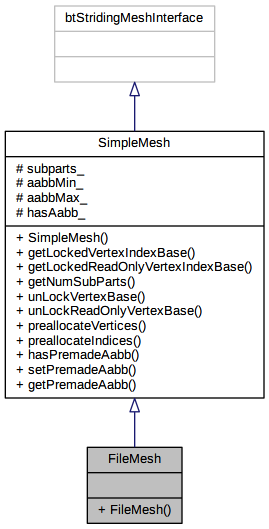 btStridingMeshInterface
SimpleMesh
# subparts_
# aabbMin_
# aabbMax_
# hasAabb_
+ SimpleMesh()
+ getLockedVertexIndexBase()
+ getLockedReadOnlyVertexIndexBase()
+ getNumSubParts()
+ unLockVertexBase()
+ unLockReadOnlyVertexBase()
+ preallocateVertices()
+ preallocateIndices()
+ hasPremadeAabb()
+ setPremadeAabb()
+ getPremadeAabb()
FileMesh
+ FileMesh()